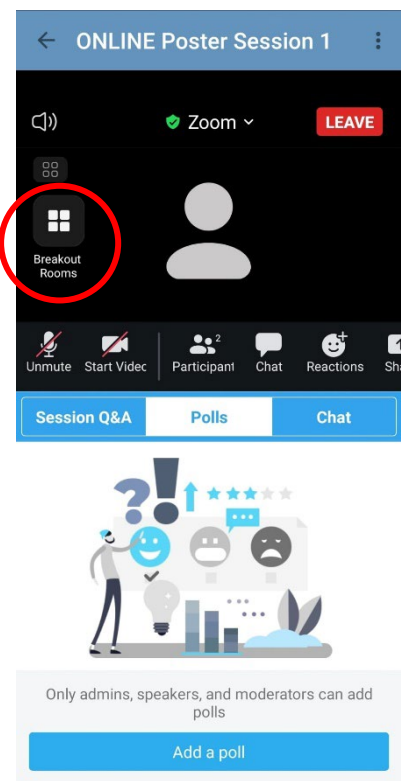 ONLINE Poster Session 1
Zoom
LEAVE
Breakout
Rooms
2
Unmute Start Videc Participant Chat Reactions Sha
Session Q&A Polls Chat
Only admins, speakers, and moderators can add
polls
Add a poll